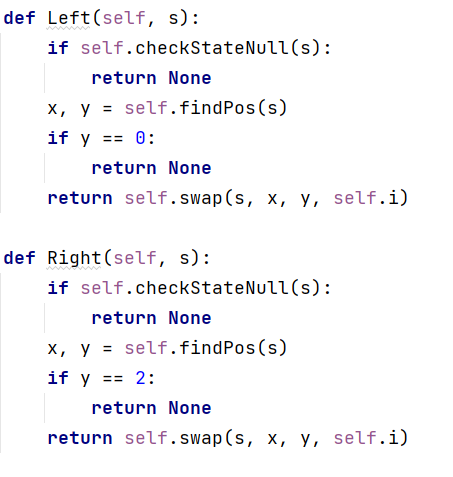 def Left(self, s):
    if self.checkStateNull(s):
        return None
    x, y = self.findPos(s)
    if y == 0:
        return None
    return self.swap(s, x, y, self.i)
def Right(self, s):
    if self.checkStateNull(s):
        return None
    x, y = self.findPos(s)
    if y == 2:
        return None
    return self.swap(s, x, y, self.i)